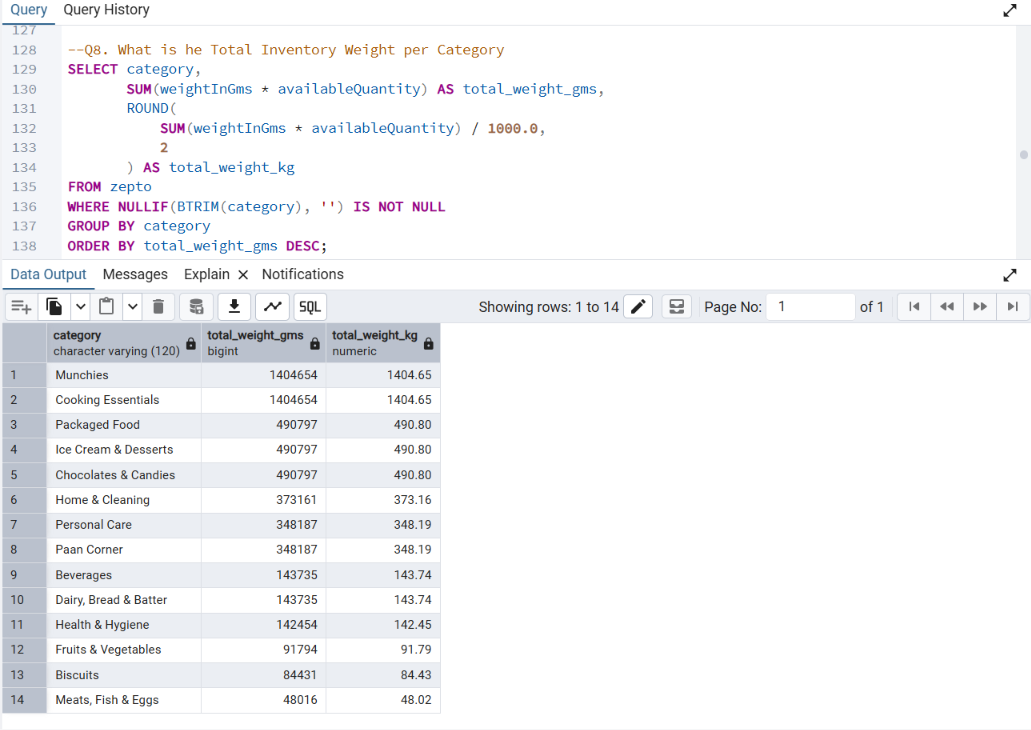 Query Query History
127
128 --Q8. What is he Total Inventory Weight per Category
129 SELECT category,
130 SUM(weightInGms * availableQuantity) AS total_weight_gms,
131 ROUND(
132 SUM(weightInGms * availableQuantity) / 1000.0,
133 2
134 ) AS total_weight_kg
135 FROM zepto
136 WHERE NULLIF(BTRIM(category), '') IS NOT NULL
137 GROUP BY category
138 ORDER BY total_weight_gms DESC;
Data Output Messages Explain Notifications
SQL Showing rows: 1 to 14 Page No: 1 of 1
category total_weight_gms total_weight_kg
character varying (120) bigint numeric
1 Munchies 1404654 1404.65
2 Cooking Essentials 1404654 1404.65
3 Packaged Food 490797 490.80
4 Ice Cream & Desserts 490797 490.80
5 Chocolates & Candies 490797 490.80
6 Home & Cleaning 373161 373.16
7 Personal Care 348187 348.19
8 Paan Corner 348187 348.19
9 Beverages 143735 143.74
10 Dairy, Bread & Batter 143735 143.74
11 Health & Hygiene 142454 142.45
12 Fruits & Vegetables 91794 91.79
13 Biscuits 84431 84.43
14 Meats, Fish & Eggs 48016 48.02